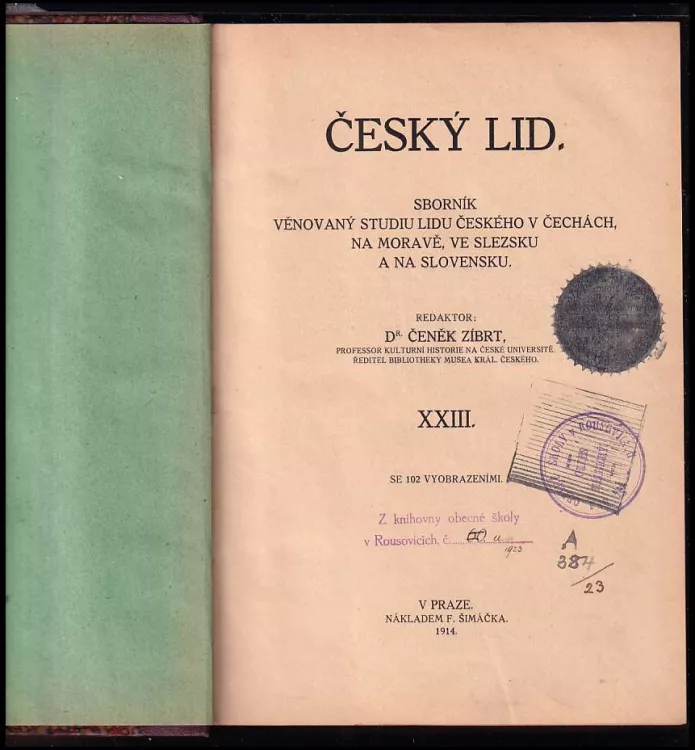 ČESKÝ LID.
SBORNÍK
VĚNOVANÝ STUDIU LIDU ČESKÉHO V ČECHÁCH,
NA MORAVĚ, VE SLEZSKU
A NA SLOVENSKU.
REDAKTOR:
DR. ČENĚK ZÍBRT,
PROFESSOR KULTURNÍ HISTORIE NA ČESKÉ UNIVERSITĚ.
ŘEDITEL BIBLIOTHEKY MUSEA KRÁL. ČESKÉHO.
XXIII.
SE 102 VYOBRAZENÍMI.
Z knihovny obecné školy
v Rousovicích, č.
1923
A
384
/23
V PRAZE.
NÁKLADEM F. ŠIMÁČKA.
1914.